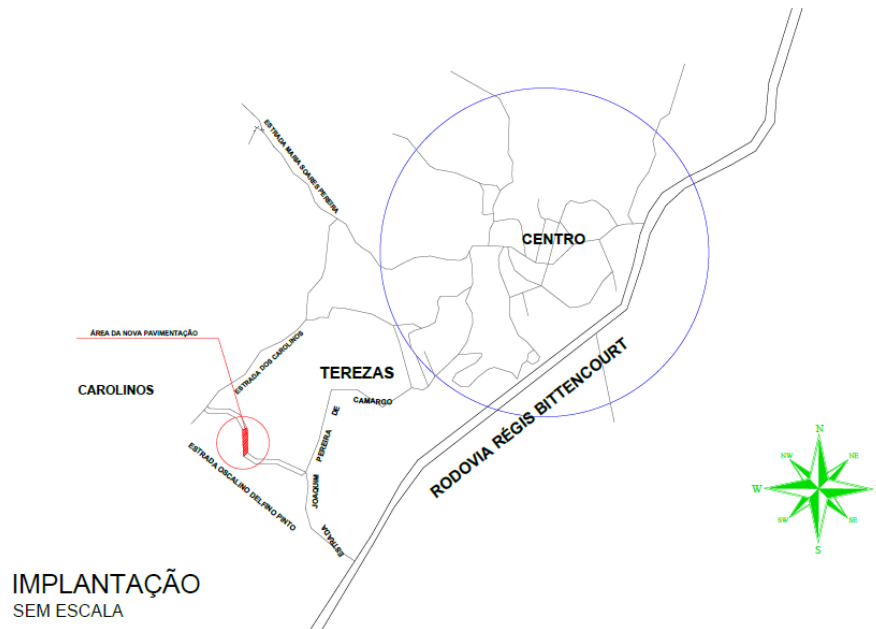 ESTRADA MARIA SOARES PEREIRA
CENTRO
ÁREA DA NOVA PAVIMENTAÇÃO
ESTRADA DOS CAROLINOS
TEREZAS
CAROLINOS
ESTRADA JOAQUIM PEREIRA DE CAMARGO
RODOVIA RÉGIS BITTENCOURT
ESTRADA OSCALINO DELFINO PINTO
N
NW
NE
W
SW
SE
S
IMPLANTAÇÃO
SEM ESCALA